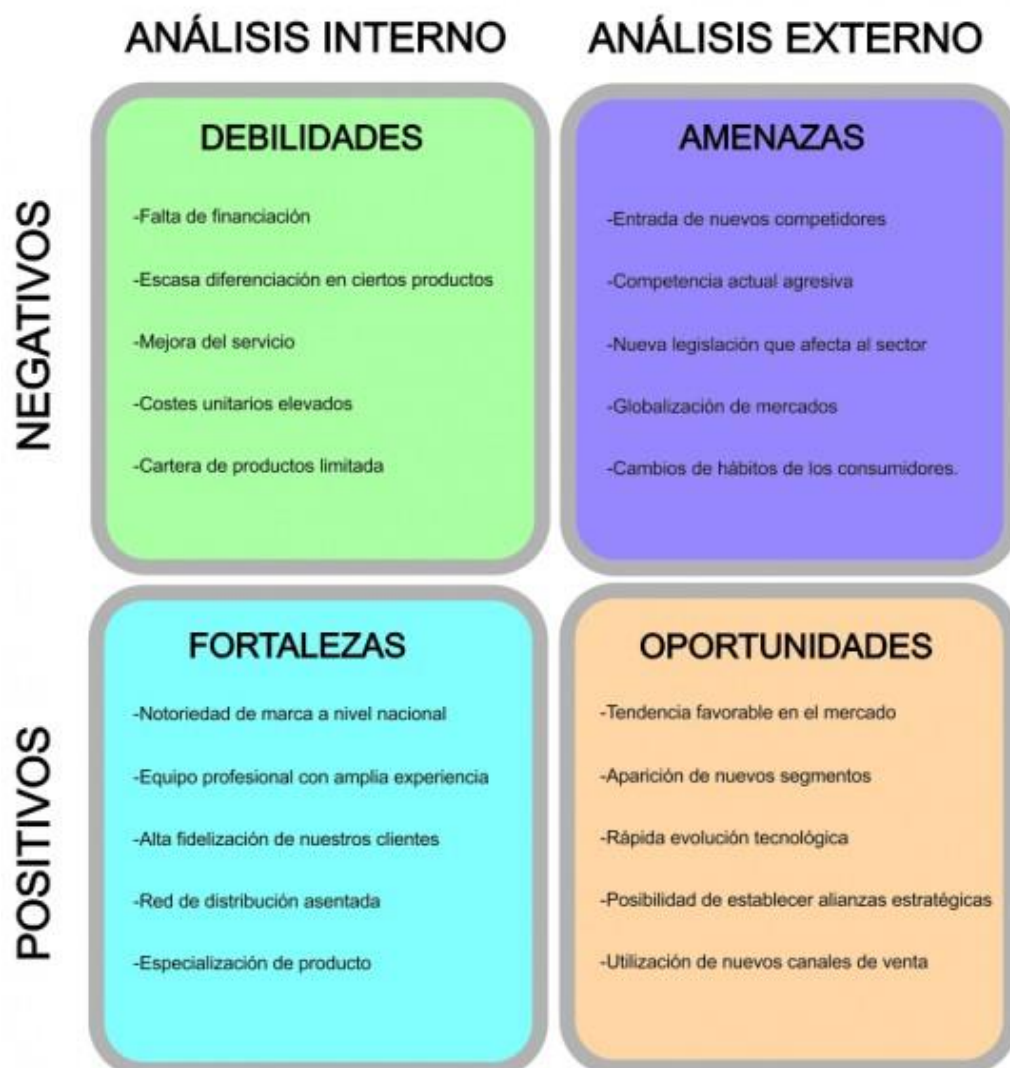 ANÁLISIS INTERNO
ANÁLISIS EXTERNO
NEGATIVOS
DEBILIDADES
-Falta de financiación
-Escasa diferenciación en ciertos productos
-Mejora del servicio
-Costes unitarios elevados
-Cartera de productos limitada
AMENAZAS
-Entrada de nuevos competidores
-Competencia actual agresiva
-Nueva legislación que afecta al sector
-Globalización de mercados
-Cambios de hábitos de los consumidores.
POSITIVOS
FORTALEZAS
-Notoriedad de marca a nivel nacional
-Equipo profesional con amplia experiencia
-Alta fidelización de nuestros clientes
-Red de distribución asentada
-Especialización de producto
OPORTUNIDADES
-Tendencia favorable en el mercado
-Aparición de nuevos segmentos
-Rápida evolución tecnológica
-Posibilidad de establecer alianzas estratégicas
-Utilización de nuevos canales de venta